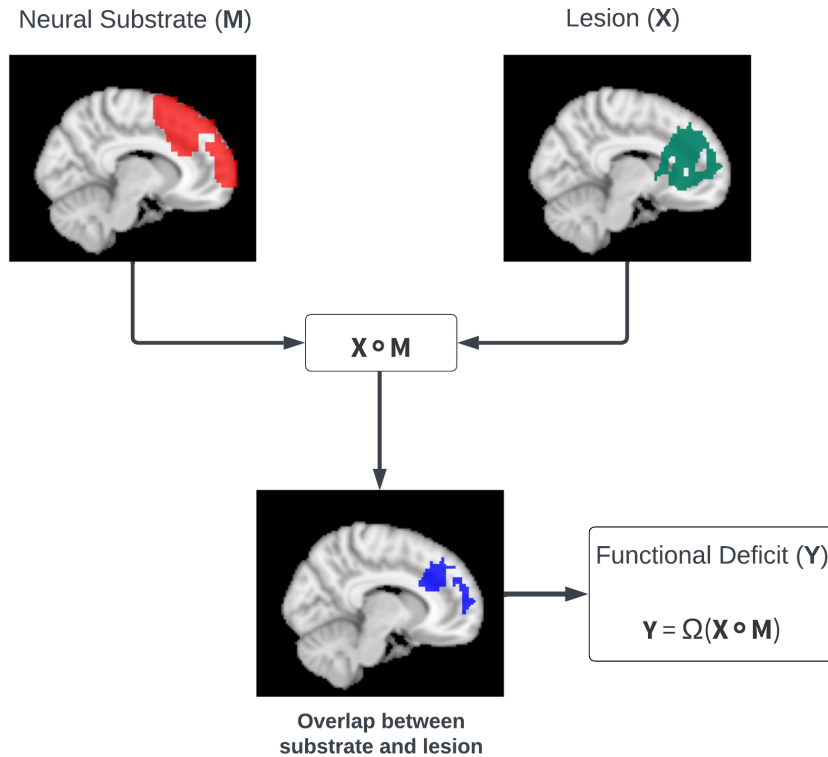 Neural Substrate (M)
Lesion (X)
X∘M
Functional Deficit (Y)
Y = Ω(X∘M)
Overlap between
substrate and lesion